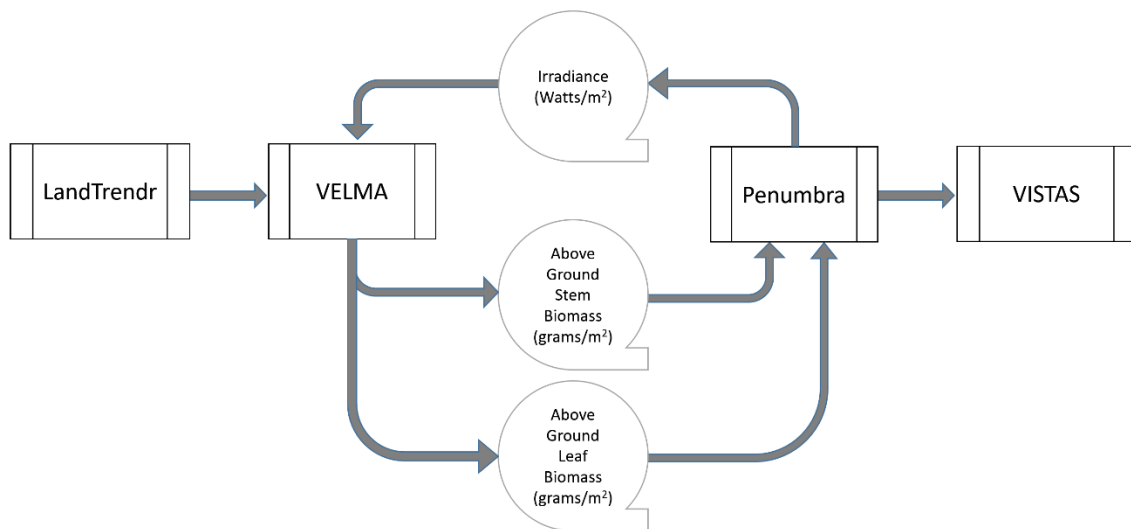 Irradiance
(Watts/m²)
LandTrendr
VELMA
Penumbra
VISTAS
Above
Ground
Stem
Biomass
(grams/m²)
Above
Ground
Leaf
Biomass
(grams/m²)